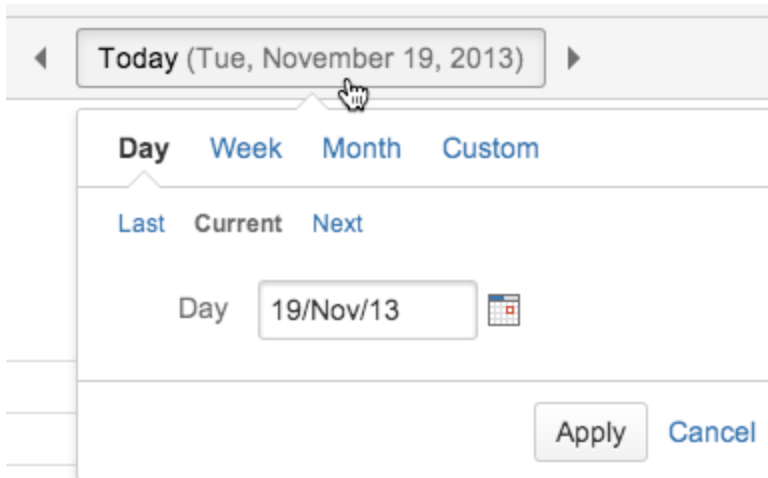 Today (Tue, November 19, 2013)
Day Week Month Custom
Last Current Next
Day 19/Nov/13
Apply Cancel